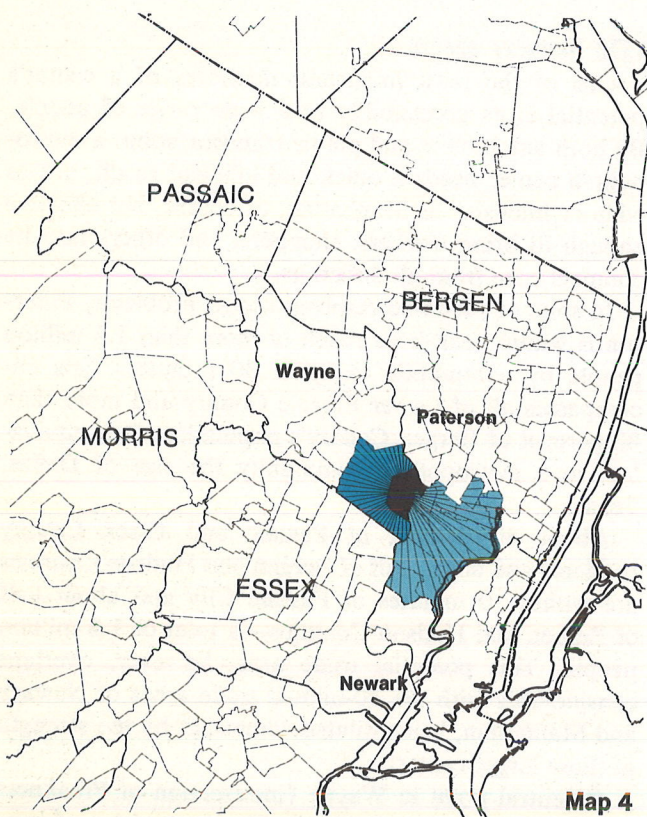 PASSAIC
BERGEN
Wayne
Paterson
MORRIS
ESSEX
Newark
Map 4